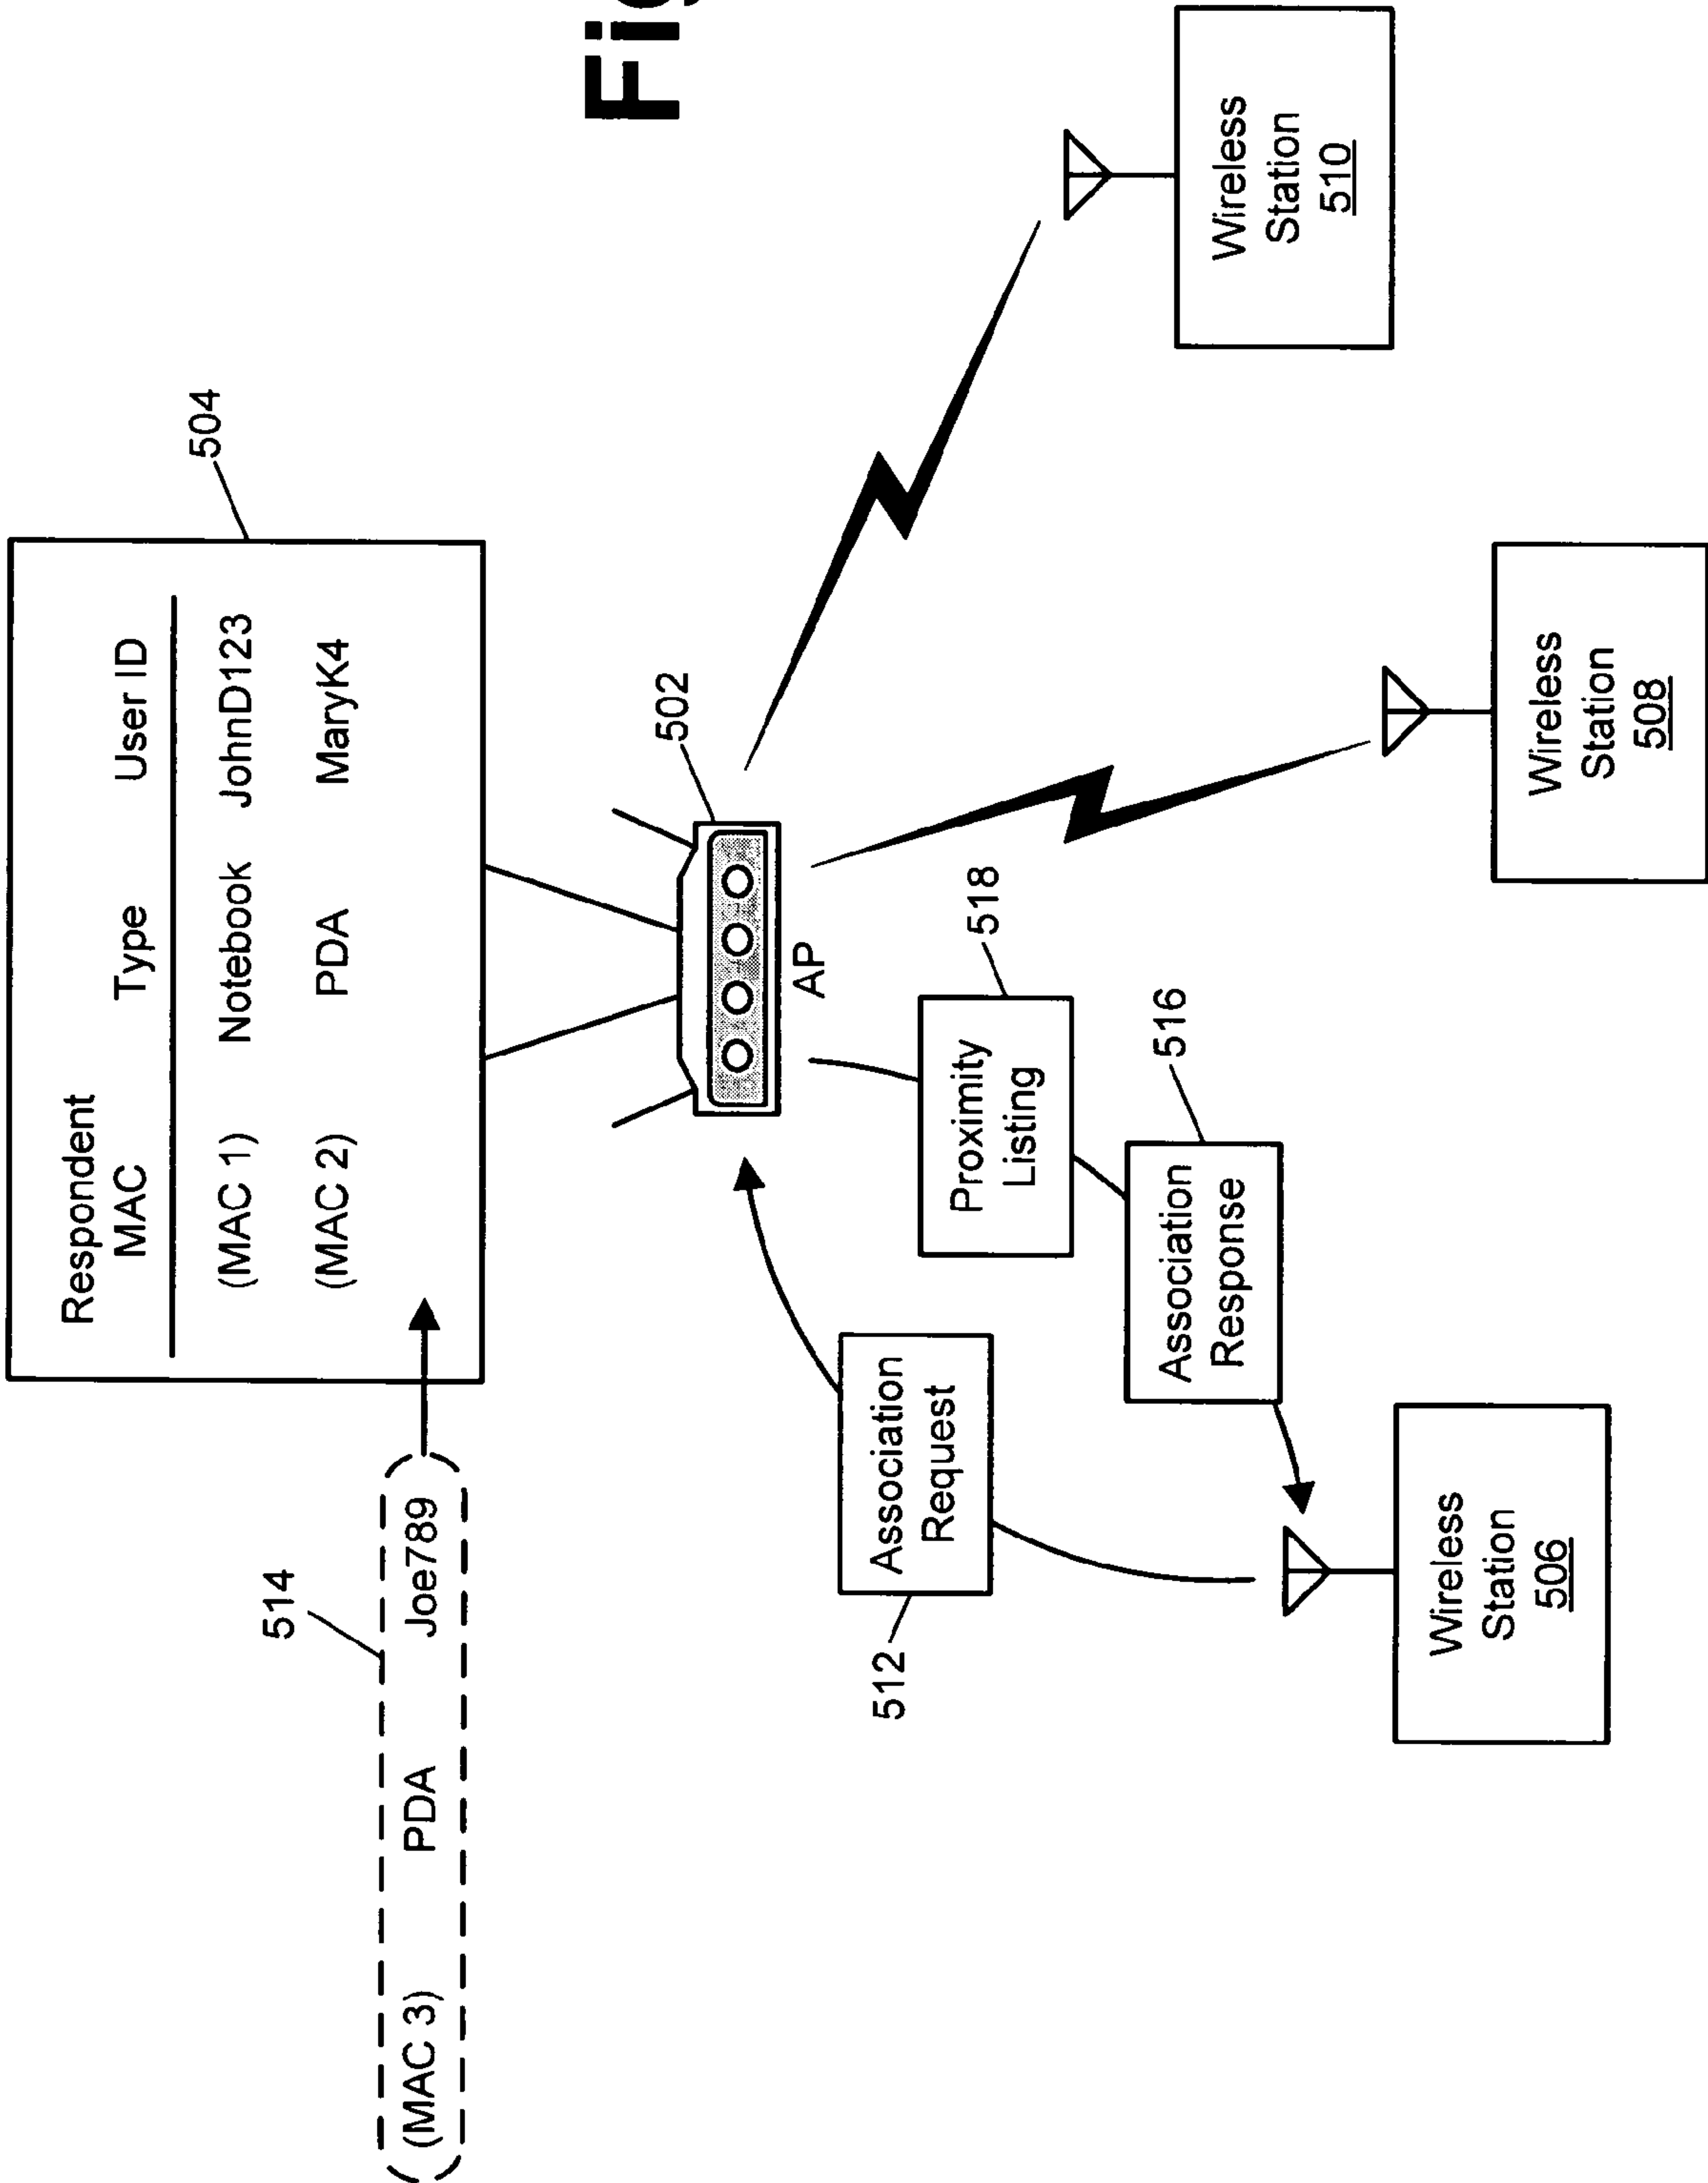 Fig
504
Respondent
MAC Type User ID
(MAC 1) Notebook JohnD123
(MAC 2) PDA MaryK4
514
(MAC 3) PDA Joe789
502
AP
512
Association
Request
518
Proximity
Listing
516
Association
Response
Wireless
Station
506
Wireless
Station
508
Wireless
Station
510